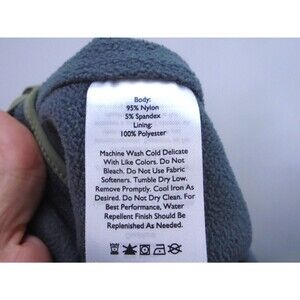 Body:
95% Nylon
5% Spandex
Lining:
100% Polyester
Machine Wash Cold Delicate
With Like Colors. Do Not
Bleach. Do Not Use Fabric
Softeners. Tumble Dry Low.
Remove Promptly. Cool Iron As
Desired. Do Not Dry Clean. For
Best Performance, Water
Repellent Finish Should Be
Replenished As Needed.